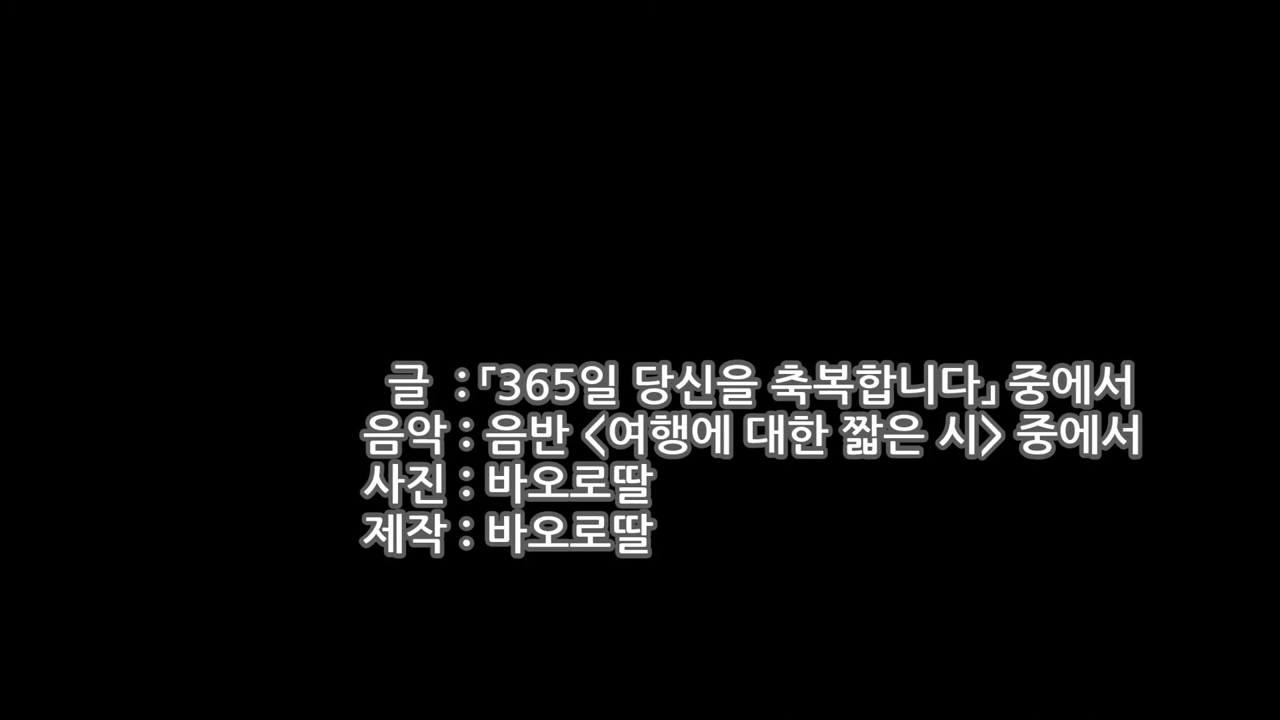 글 : 「365일 당신을 축복합니다」 중에서
음악 : 음반 <여행에 대한 짧은 시> 중에서
사진 : 바오로딸
제작 : 바오로딸